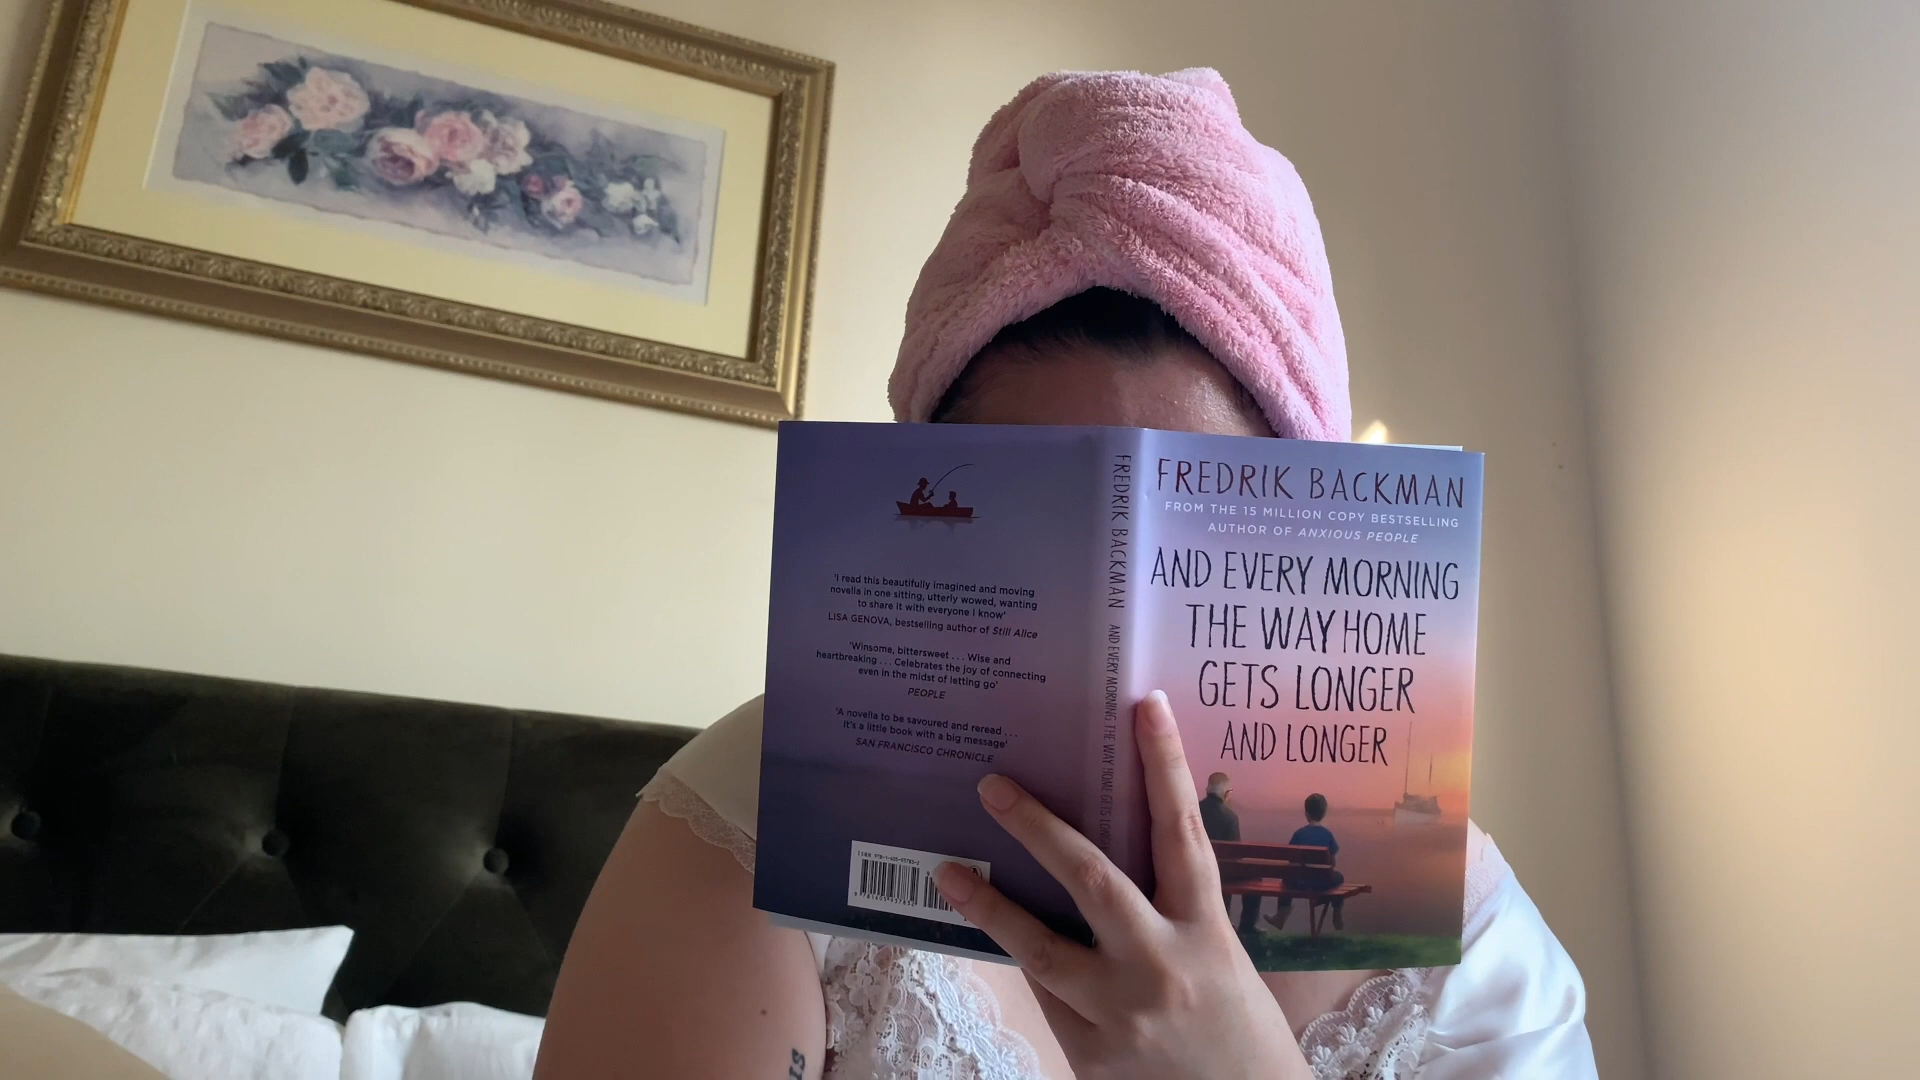 'I read this beautifully imagined and moving
novella in one sitting, utterly wowed, wanting
to share it with everyone I know'
LISA GENOVA, bestselling author of Still Alice
'Winsome, bittersweet . . . Wise and
heartbreaking . . . Celebrates the joy of connecting
even in the midst of letting go'
PEOPLE
'A novella to be savoured and reread . . .
It's a little book with a big message'
SAN FRANCISCO CHRONICLE
FREDRIK BACKMAN AND EVERY MORNING THE WAY HOME GETS
FREDRIK BACKMAN
FROM THE 15 MILLION COPY BESTSELLING
AUTHOR OF ANXIOUS PEOPLE
AND EVERY MORNING
THE WAY HOME
GETS LONGER
AND LONGER